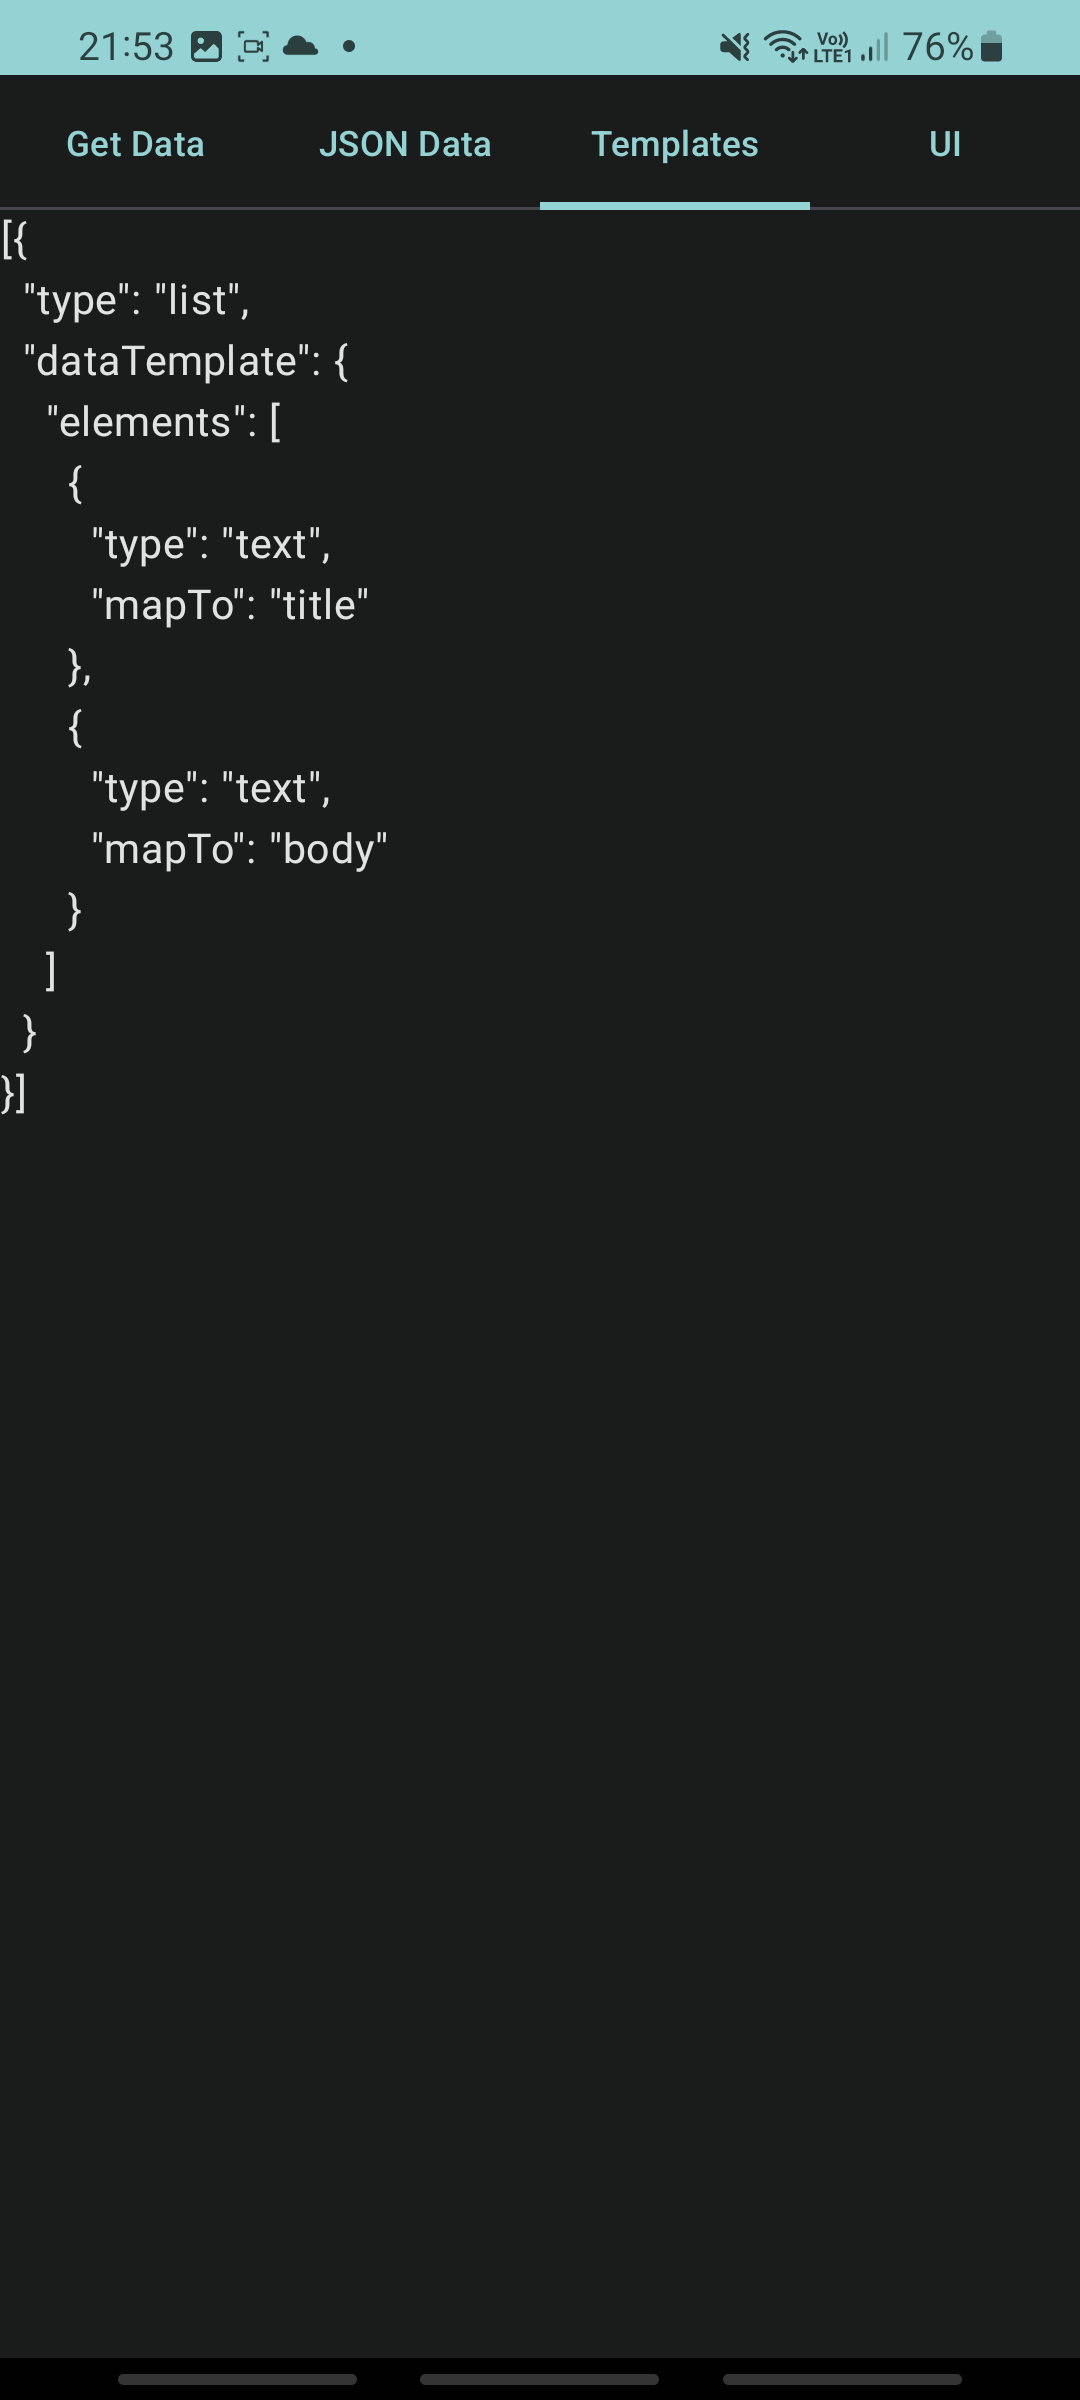 21:53 Vo)) LTE1 76%
Get Data JSON Data Templates UI
[{
  "type": "list",
  "dataTemplate": {
    "elements": [
      {
        "type": "text",
        "mapTo": "title"
      },
      {
        "type": "text",
        "mapTo": "body"
      }
    ]
  }
}]